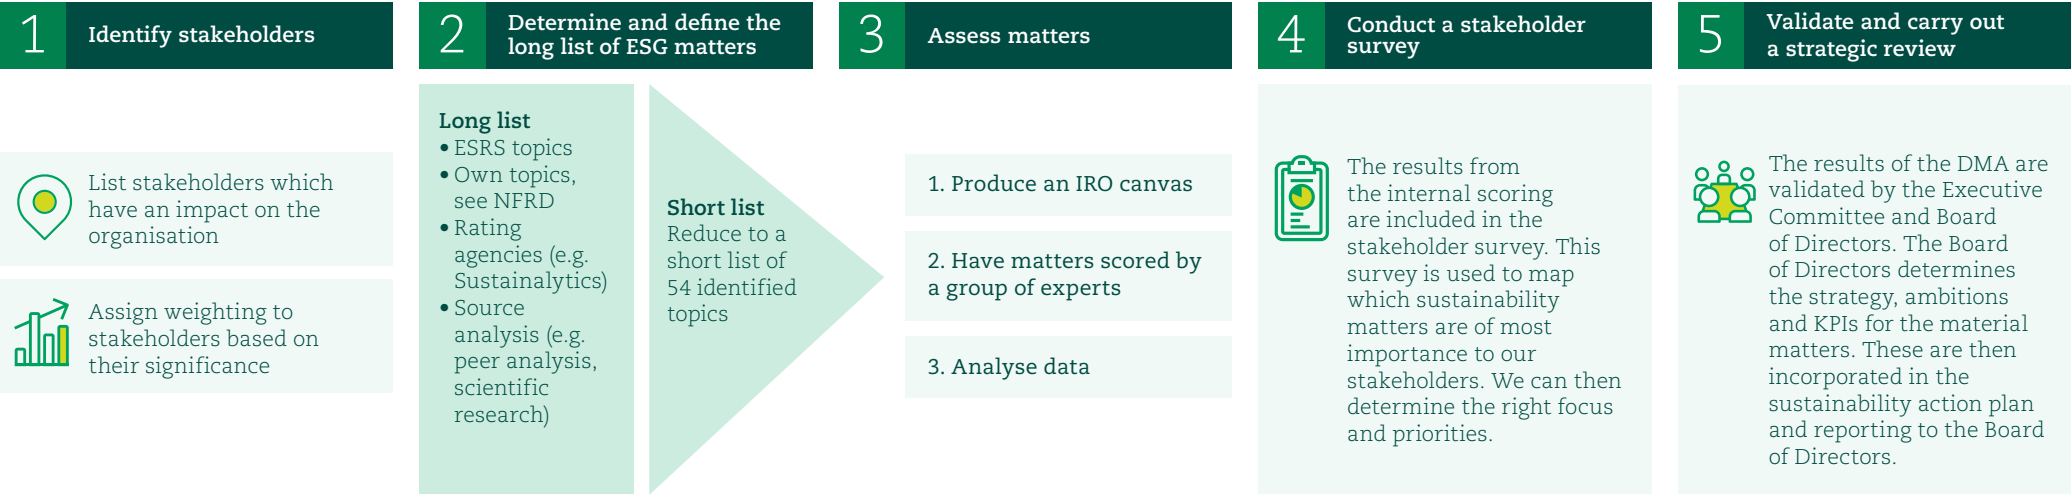 1
Identify stakeholders
List stakeholders which
have an impact on the
organisation
Assign weighting to
stakeholders based on
their significance
2
Determine and define the
long list of ESG matters
Long list
• ESRS topics
• Own topics,
see NFRD
• Rating
agencies (e.g.
Sustainalytics)
• Source
analysis (e.g.
peer analysis,
scientific
research)
Short list
Reduce to a
short list of
54 identified
topics
3
Assess matters
1. Produce an IRO canvas
2. Have matters scored by
a group of experts
3. Analyse data
4
Conduct a stakeholder
survey
The results from
the internal scoring
are included in the
stakeholder survey. This
survey is used to map
which sustainability
matters are of most
importance to our
stakeholders. We can then
determine the right focus
and priorities.
5
Validate and carry out
a strategic review
The results of the DMA are
validated by the Executive
Committee and Board
of Directors. The Board
of Directors determines
the strategy, ambitions
and KPIs for the material
matters. These are then
incorporated in the
sustainability action plan
and reporting to the Board
of Directors.